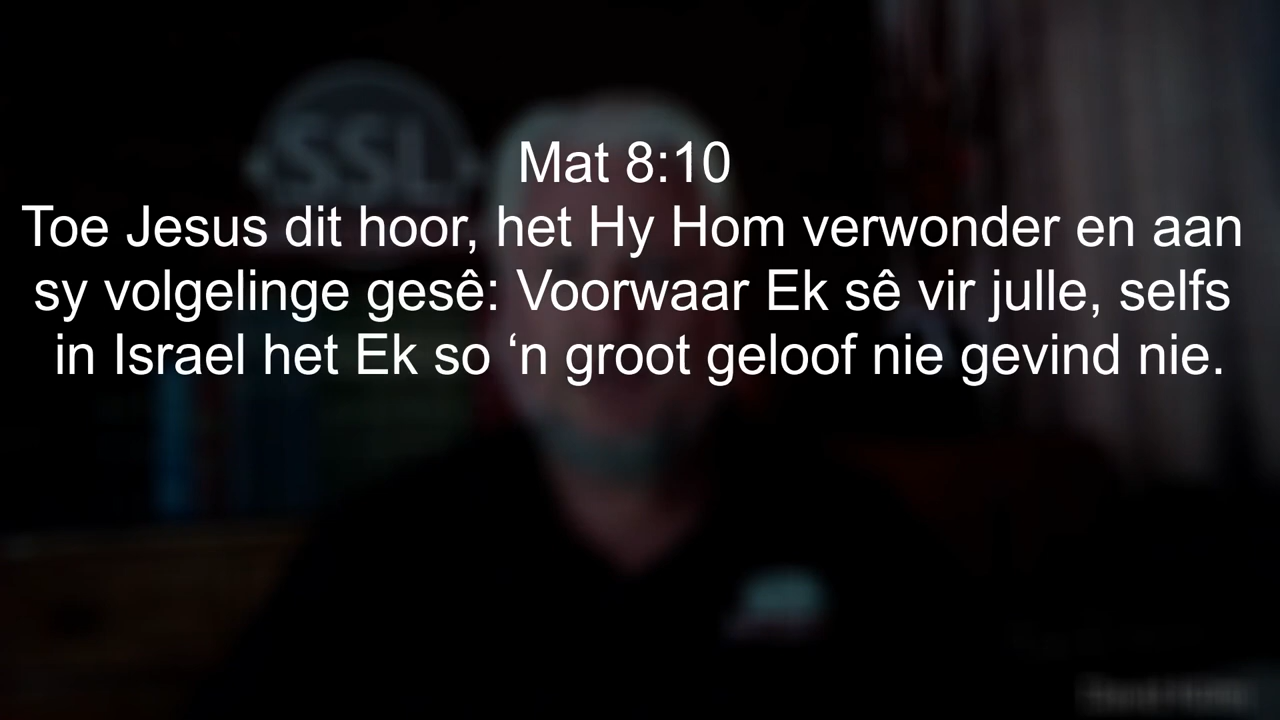 SSL
Mat 8:10
Toe Jesus dit hoor, het Hy Hom verwonder en aan
sy volgelinge gesê: Voorwaar Ek sê vir julle, selfs
in Israel het Ek so ‘n groot geloof nie gevind nie.